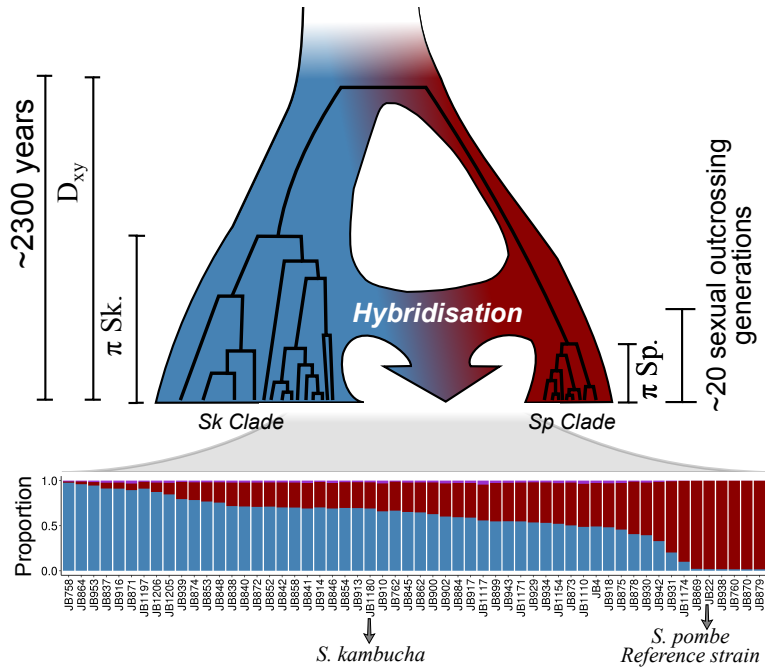 ~2300 years
Dxy
π Sk.
Hybridisation
π Sp.
~20 sexual outcrossing
generations
Sk Clade
Sp Clade
Proportion
1.0
0.5
0.0
JB758
JB864
JB953
JB837
JB916
JB871
JB1197
JB1206
JB1205
JB939
JB874
JB853
JB848
JB838
JB840
JB872
JB852
JB842
JB858
JB841
JB914
JB846
JB854
JB913
JB1180
JB910
JB762
JB845
JB862
JB900
JB902
JB884
JB917
JB1117
JB899
JB943
JB1171
JB929
JB934
JB1154
JB873
JB1110
JB4
JB918
JB875
JB878
JB930
JB942
JB931
JB1174
JB869
JB22
JB938
JB760
JB870
JB879
S. kambucha
S. pombe
Reference strain